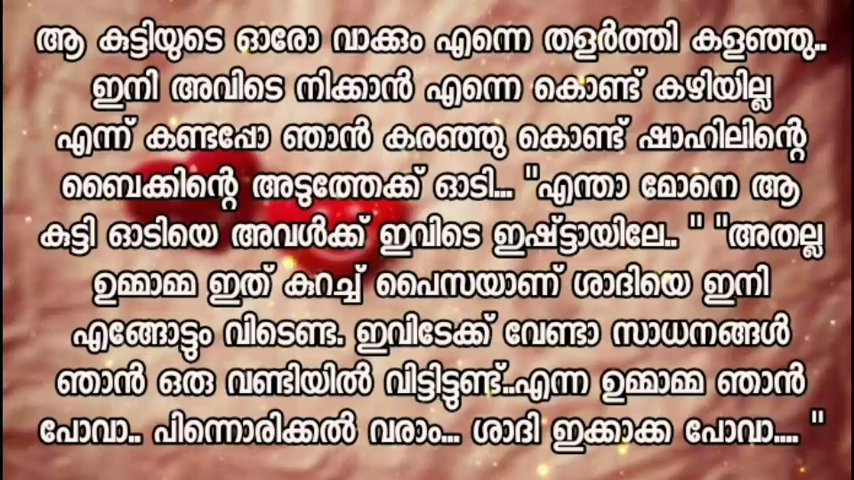 ആ കുട്ടിയുടെ ഓരോ വാക്കും എന്നെ തളർത്തി കളഞ്ഞു..
ഇനി അവിടെ നിക്കാൻ എന്നെ കൊണ്ട് കഴിയില്ല
എന്ന് കണ്ടപ്പോ ഞാൻ കരഞ്ഞു കൊണ്ട് ഷാഹിലിന്റെ
ബൈക്കിന്റെ അടുത്തേക്ക് ഓടി... "എന്താ മോനെ ആ
കുട്ടി ഓടിയെ അവൾക്ക് ഇവിടെ ഇഷ്ട്ടായിലേ.. " "അതല്ല
ഉമ്മാമ്മ ഇത് കുറച്ച് പൈസയാണ് ശാദിയെ ഇനി
എങ്ങോട്ടും വിടെണ്ട. ഇവിടേക്ക് വേണ്ടാ സാധനങ്ങൾ
ഞാൻ ഒരു വണ്ടിയിൽ വിട്ടിട്ടുണ്ട്..എന്ന ഉമ്മാമ്മ ഞാൻ
പോവാ.. പിന്നൊരിക്കൽ വരാം... ശാദി ഇക്കാക്ക പോവാ.... "